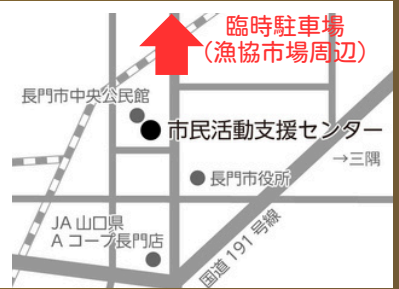 臨時駐車場
（漁協市場周辺）
長門市中央公民館
市民活動支援センター
→三隅
長門市役所
JA山口県
Aコープ長門店
国道191号線